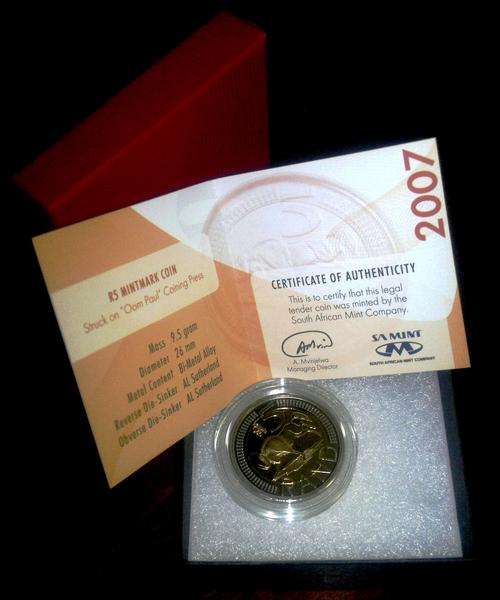 2007
R5 MINTMARK COIN
Struck on "Oom Paul" Coining Press
Mass 9.5 gram
Diameter 26 mm
Metal Content Bi-Metal Alloy
Reverse Die-Sinker AL Sutherland
Obverse Die-Sinker AL Sutherland
CERTIFICATE OF AUTHENTICITY
This is to certify that this legal
tender coin was minted by the
South African Mint Company.
A. Mvinjelwa
Managing Director
SA MINT
SOUTH AFRICAN MINT COMPANY
5
RAND